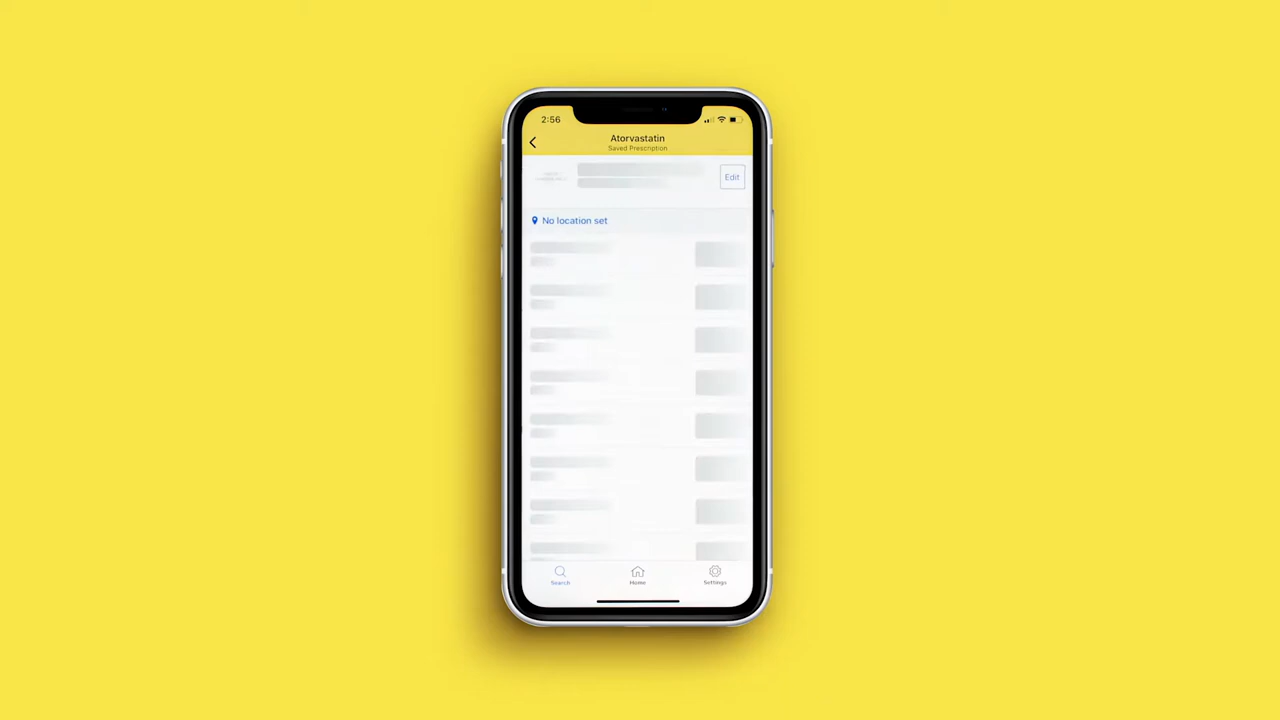 2:56
Atorvastatin
Saved Prescription
Edit
No location set
Search
Home
Settings